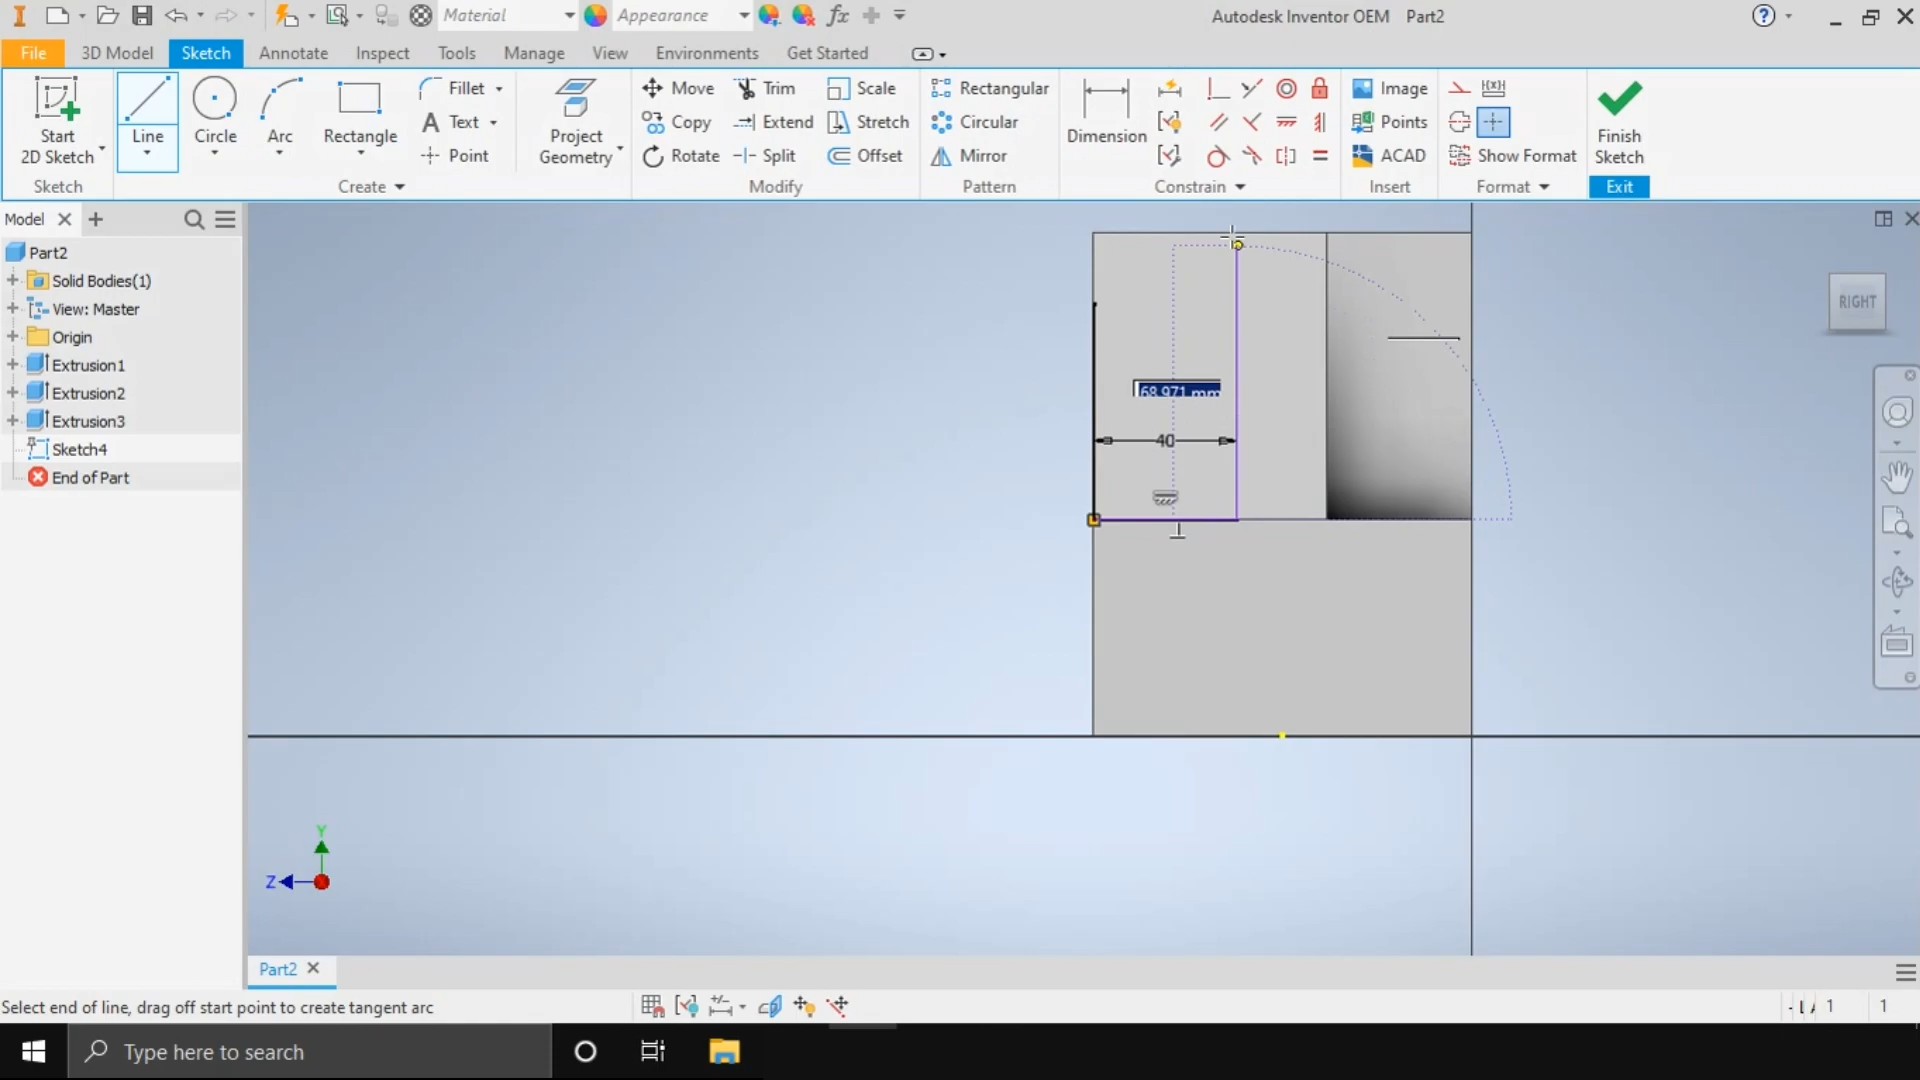 Material
Appearance
fx
Autodesk Inventor OEM Part2
File
3D Model
Sketch
Annotate
Inspect
Tools
Manage
View
Environments
Get Started
Start
2D Sketch
Line
Circle
Arc
Rectangle
Fillet
Text
Point
Project
Geometry
Move
Copy
Rotate
Trim
Extend
Split
Scale
Stretch
Offset
Rectangular
Circular
Mirror
Dimension
Image
Points
ACAD
Show Format
Finish
Sketch
Sketch
Create
Modify
Pattern
Constrain
Insert
Format
Exit
Model
Part2
Solid Bodies(1)
View: Master
Origin
Extrusion1
Extrusion2
Extrusion3
Sketch4
End of Part
RIGHT
68.971 mm
40
Y
Z
Part2
Select end of line, drag off start point to create tangent arc
1
1
Type here to search